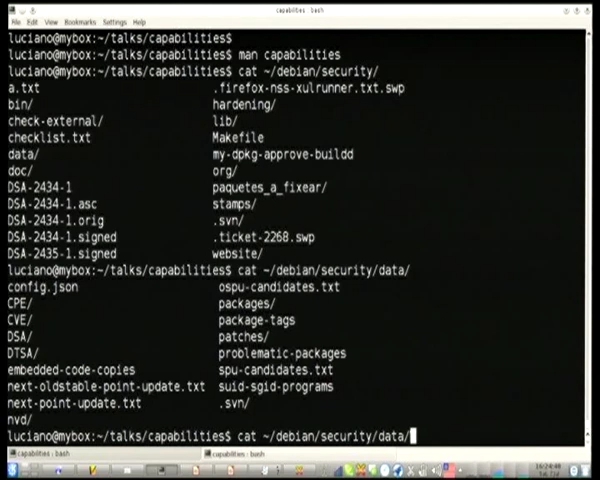 capabilities : bash
File Edit View Bookmarks Settings Help
luciano@mybox:~/talks/capabilities$
luciano@mybox:~/talks/capabilities$ man capabilities
luciano@mybox:~/talks/capabilities$ cat ~/debian/security/
a.txt .firefox-nss-xulrunner.txt.swp
bin/ hardening/
check-external/ lib/
checklist.txt Makefile
data/ my-dpkg-approve-buildd
doc/ org/
DSA-2434-1 paquetes_a_fixear/
DSA-2434-1.asc stamps/
DSA-2434-1.orig .svn/
DSA-2434-1.signed .ticket-2268.swp
DSA-2435-1.signed website/
luciano@mybox:~/talks/capabilities$ cat ~/debian/security/data/
config.json ospu-candidates.txt
CPE/ packages/
CVE/ package-tags
DSA/ patches/
DTSA/ problematic-packages
embedded-code-copies spu-candidates.txt
next-oldstable-point-update.txt suid-sgid-programs
next-point-update.txt .svn/
nvd/
luciano@mybox:~/talks/capabilities$ cat ~/debian/security/data/
capabilities : bash capabilities : bash